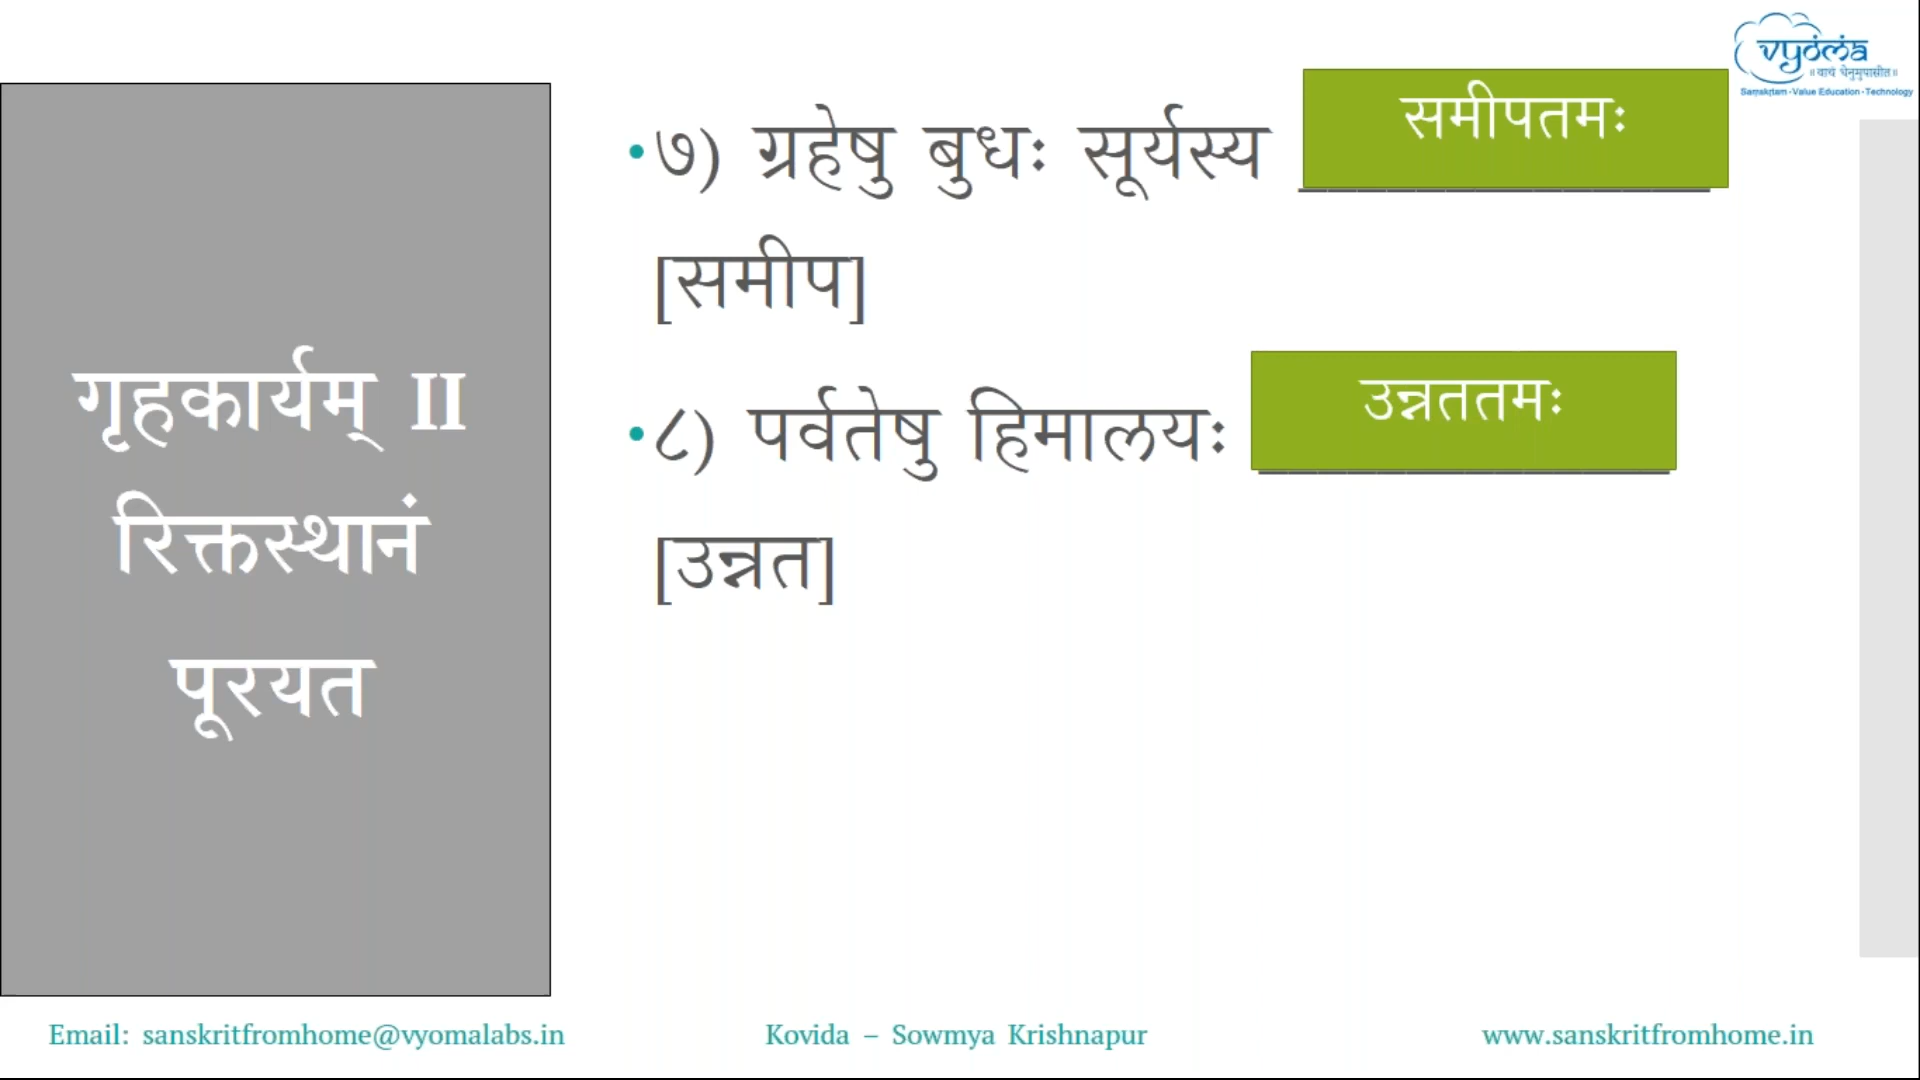 vyoma
॥ वाचं धेनुमुपासीत॥
Saṃskṛtam - Value Education - Technology
गृहकार्यम् II
रिक्तस्थानं
पूरयत
•७) ग्रहेषु बुधः सूर्यस्य समीपतमः
[समीप]
•८) पर्वतेषु हिमालयः उन्नततमः
[उन्नत]
Email: sanskritfromhome@vyomalabs.in
Kovida – Sowmya Krishnapur
www.sanskritfromhome.in